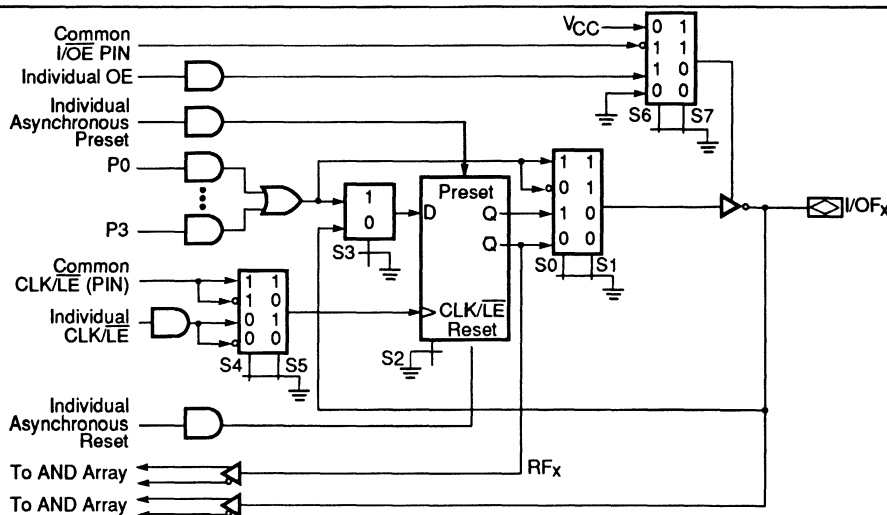 Common
I/OE PIN
VCC
0 1
1 1
1 0
0 0
Individual OE
S6 S7
Individual
Asynchronous
Preset
P0
P3
1
0
S3
Preset
D
Q
Q
CLK/LE
Reset
S2
1 1
0 1
1 0
0 0
S0 S1
I/OFx
Common
CLK/LE (PIN)
Individual
CLK/LE
1 1
1 0
0 1
0 0
S4 S5
Individual
Asynchronous
Reset
To AND Array
RFx
To AND Array